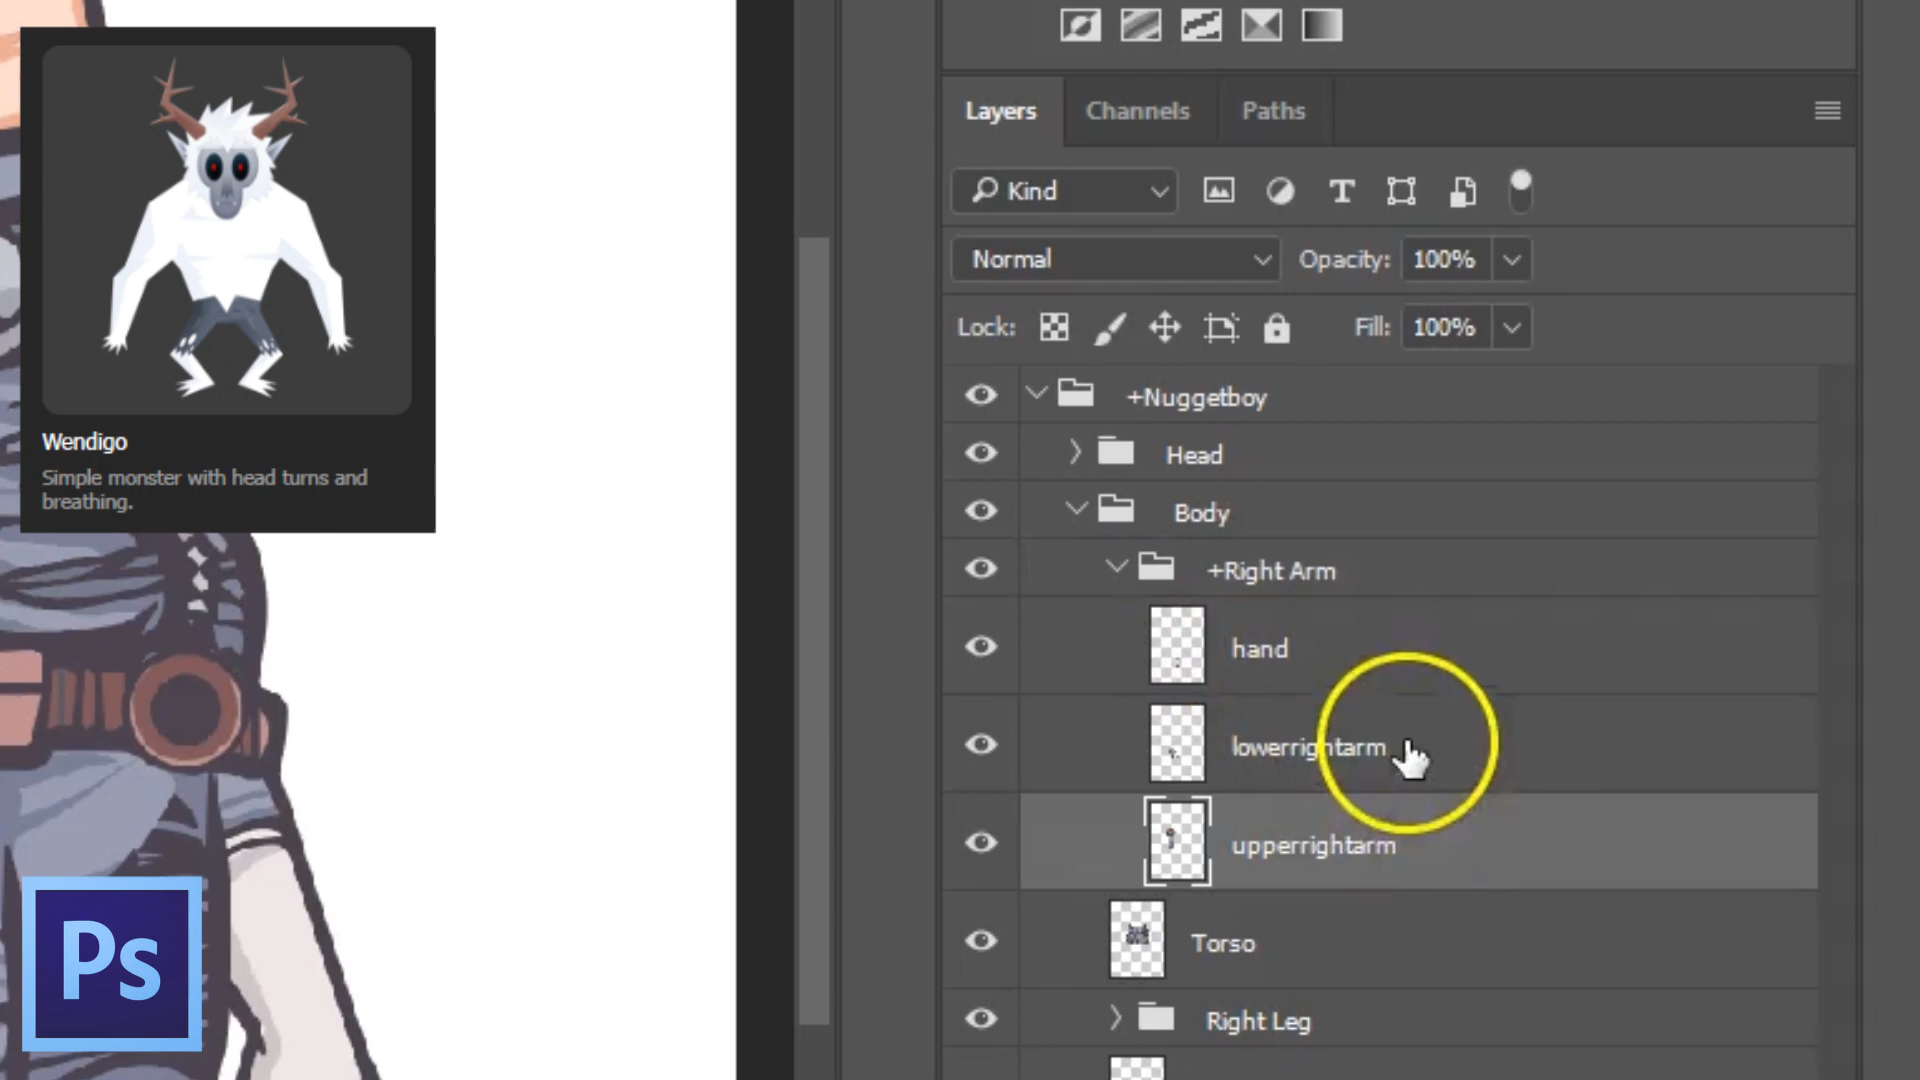 Wendigo
Simple monster with head turns and
breathing.
Ps
Layers
Channels
Paths
Kind
Normal
Opacity:
100%
Lock:
Fill:
100%
+Nuggetboy
Head
Body
+Right Arm
hand
lowerrightarm
upperrightarm
Torso
Right Leg